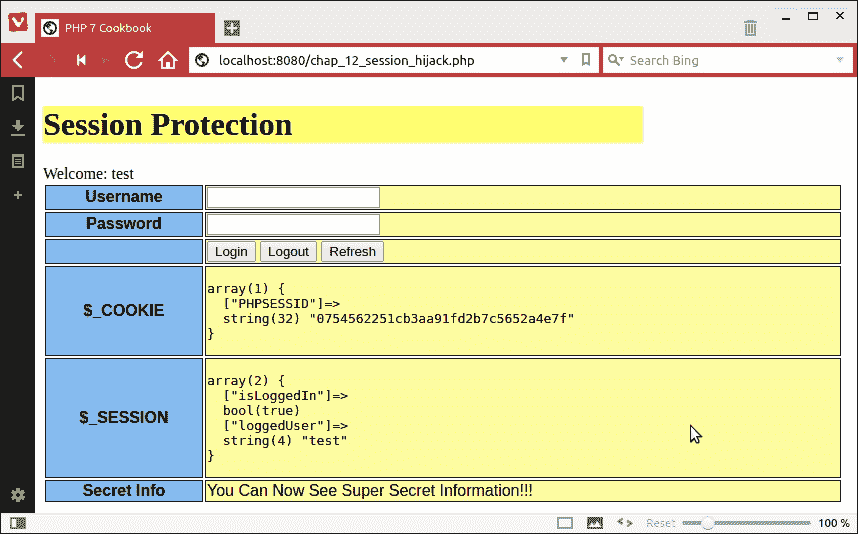 PHP 7 Cookbook
localhost:8080/chap_12_session_hijack.php
Search Bing
Session Protection
Welcome: test
Username
Password
Login Logout Refresh
$_COOKIE
array(1) {
["PHPSESSID"]=>
string(32) "0754562251cb3aa91fd2b7c5652a4e7f"
}
$_SESSION
array(2) {
["isLoggedIn"]=>
bool(true)
["loggedUser"]=>
string(4) "test"
}
Secret Info You Can Now See Super Secret Information!!!
Reset 100 %